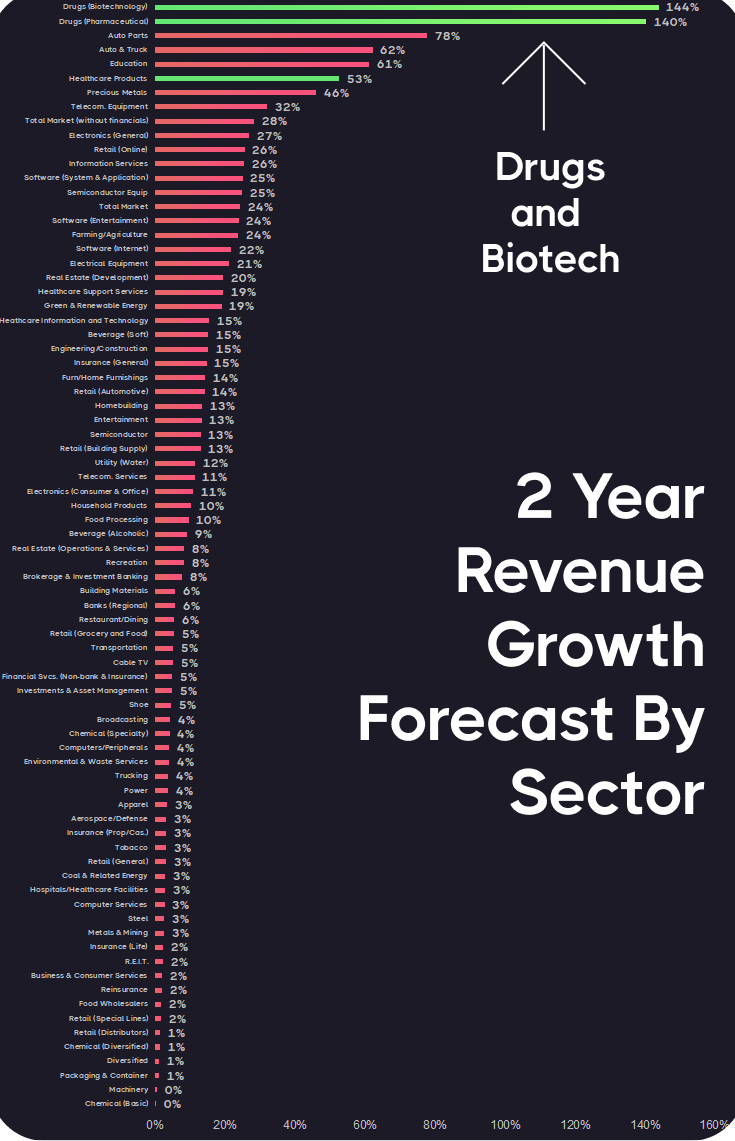 Drugs (Biotechnology) 144%
Drugs (Pharmaceutical) 140%
Auto Parts 78%
Auto & Truck 62%
Education 61%
Healthcare Products 53%
Precious Metals 46%
Telecom. Equipment 32%
Total Market (without financials) 28%
Electronics (General) 27%
Retail (Online) 26%
Information Services 26%
Software (System & Application) 25%
Semiconductor Equip 25%
Total Market 24%
Software (Entertainment) 24%
Farming/Agriculture 24%
Software (Internet) 22%
Electrical Equipment 21%
Real Estate (Development) 20%
Healthcare Support Services 19%
Green & Renewable Energy 19%
Heathcare Information and Technology 15%
Beverage (Soft) 15%
Engineering/Construction 15%
Insurance (General) 15%
Furn/Home Furnishings 14%
Retail (Automotive) 14%
Homebuilding 13%
Entertainment 13%
Semiconductor 13%
Retail (Building Supply) 13%
Utility (Water) 12%
Telecom. Services 11%
Electronics (Consumer & Office) 11%
Household Products 10%
Food Processing 10%
Beverage (Alcoholic) 9%
Real Estate (Operations & Services) 8%
Recreation 8%
Brokerage & Investment Banking 8%
Building Materials 6%
Banks (Regional) 6%
Restaurant/Dining 6%
Retail (Grocery and Food) 5%
Transportation 5%
Cable TV 5%
Financial Svcs. (Non-bank & Insurance) 5%
Investments & Asset Management 5%
Shoe 5%
Broadcasting 4%
Chemical (Specialty) 4%
Computers/Peripherals 4%
Environmental & Waste Services 4%
Trucking 4%
Power 4%
Apparel 3%
Aerospace/Defense 3%
Insurance (Prop/Cas.) 3%
Tobacco 3%
Retail (General) 3%
Coal & Related Energy 3%
Hospitals/Healthcare Facilities 3%
Computer Services 3%
Steel 3%
Metals & Mining 3%
Insurance (Life) 2%
R.E.I.T. 2%
Business & Consumer Services 2%
Reinsurance 2%
Food Wholesalers 2%
Retail (Special Lines) 2%
Retail (Distributors) 1%
Chemical (Diversified) 1%
Diversified 1%
Packaging & Container 1%
Machinery 0%
Chemical (Basic) 0%
0% 20% 40% 60% 80% 100% 120% 140% 160%
Drugs
and
Biotech
2 Year
Revenue
Growth
Forecast By
Sector